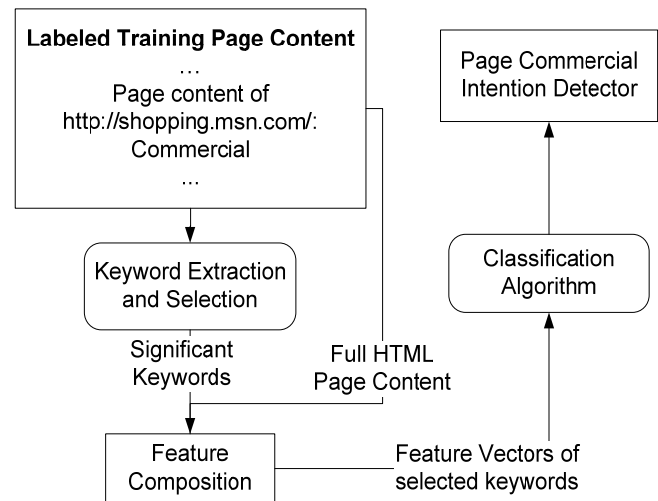 Labeled Training Page Content
...
Page content of
http://shopping.msn.com/:
Commercial
...
Keyword Extraction
and Selection
Significant
Keywords
Full HTML
Page Content
Feature
Composition
Feature Vectors of
selected keywords
Classification
Algorithm
Page Commercial
Intention Detector